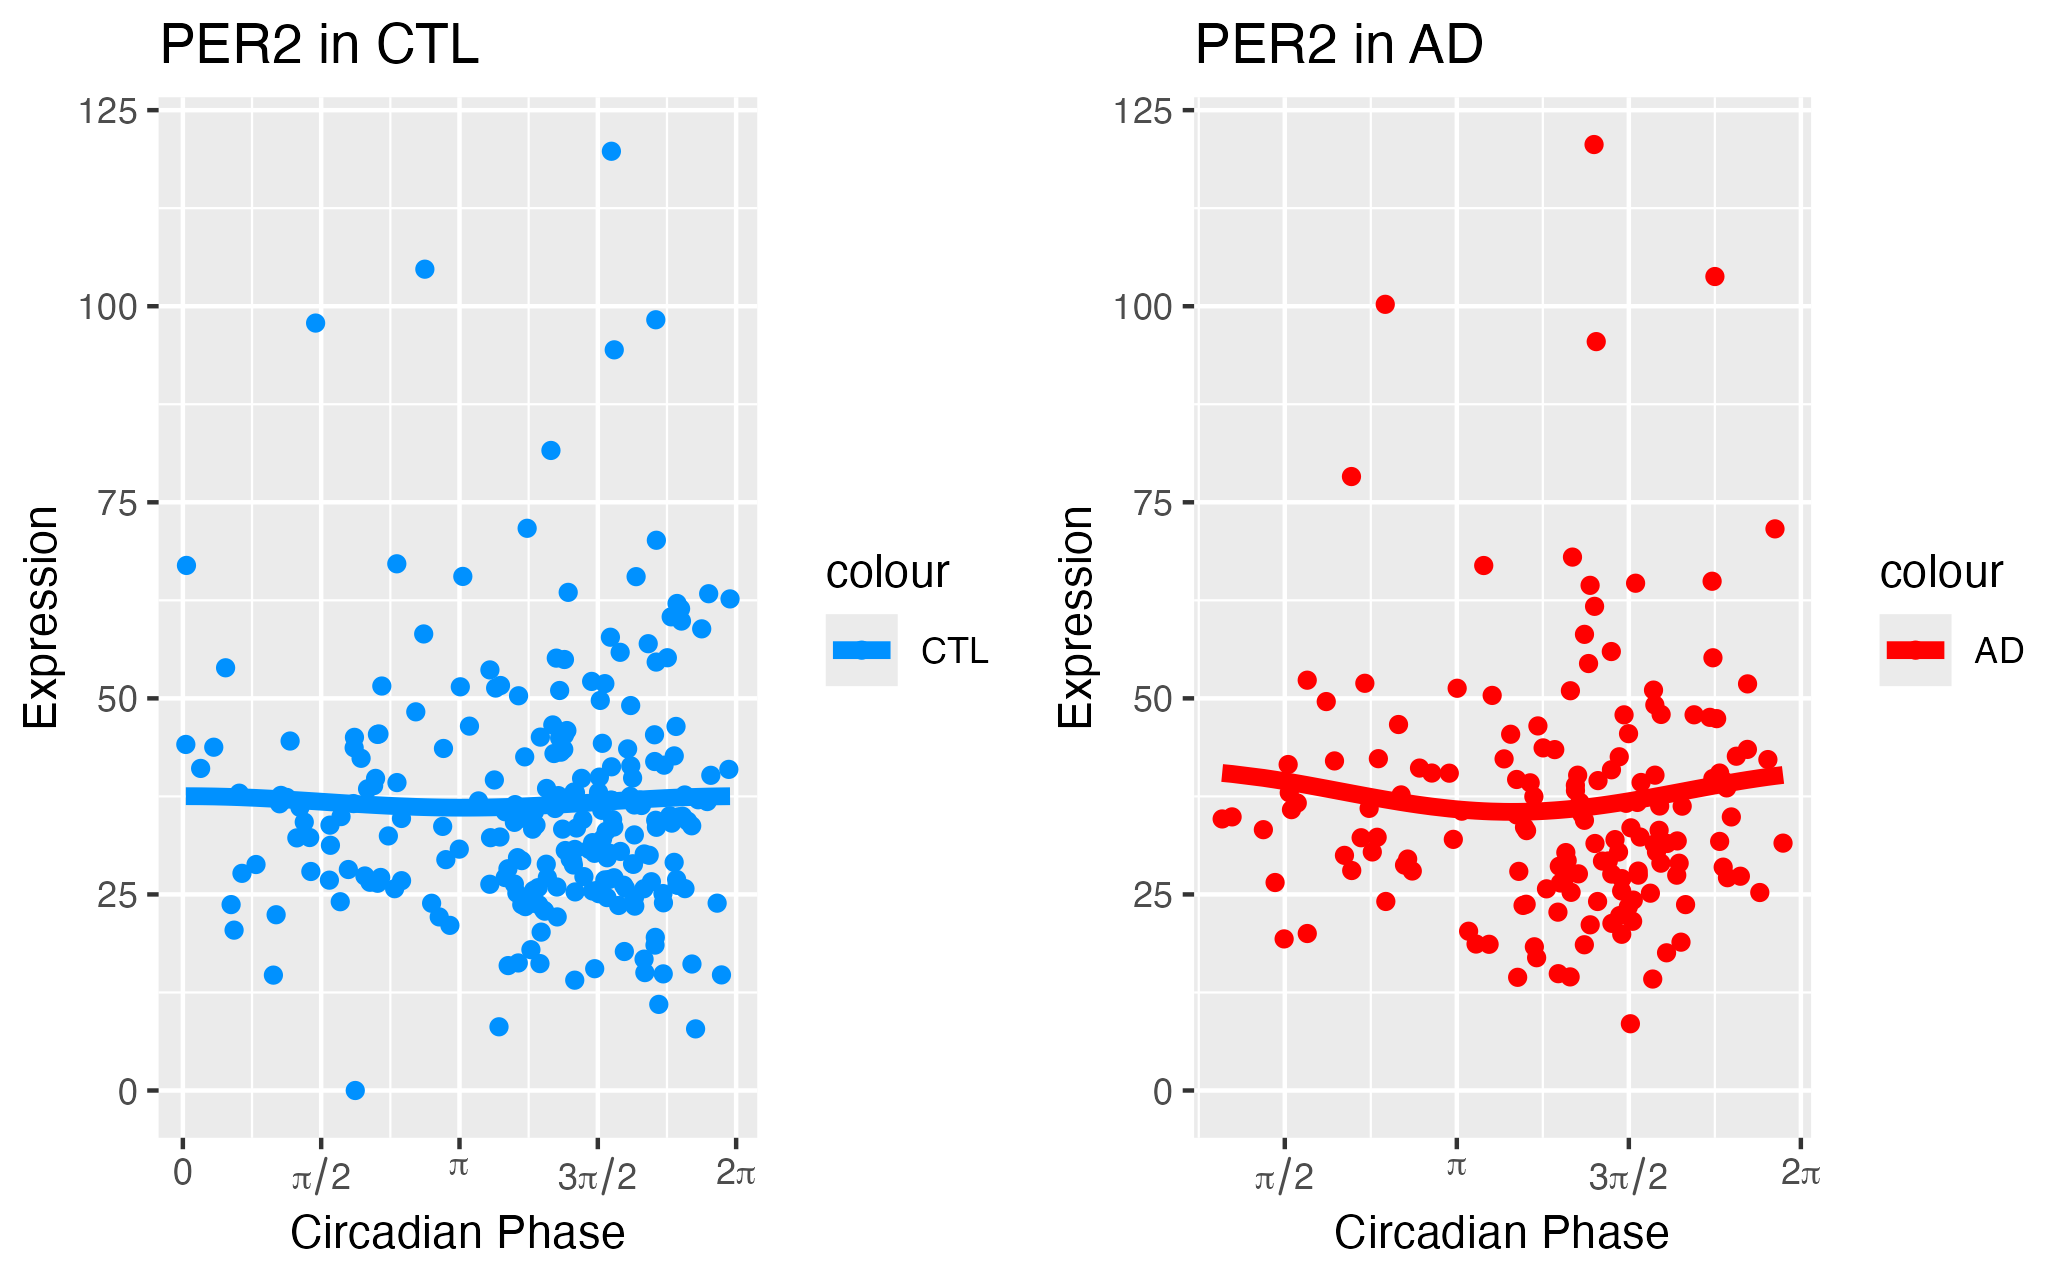 PER2 in CTL
125
100
75
50
25
0
Expression
0
π/2
π
3π/2
2π
Circadian Phase
colour
CTL
PER2 in AD
125
100
75
50
25
0
Expression
π/2
π
3π/2
2π
Circadian Phase
colour
AD